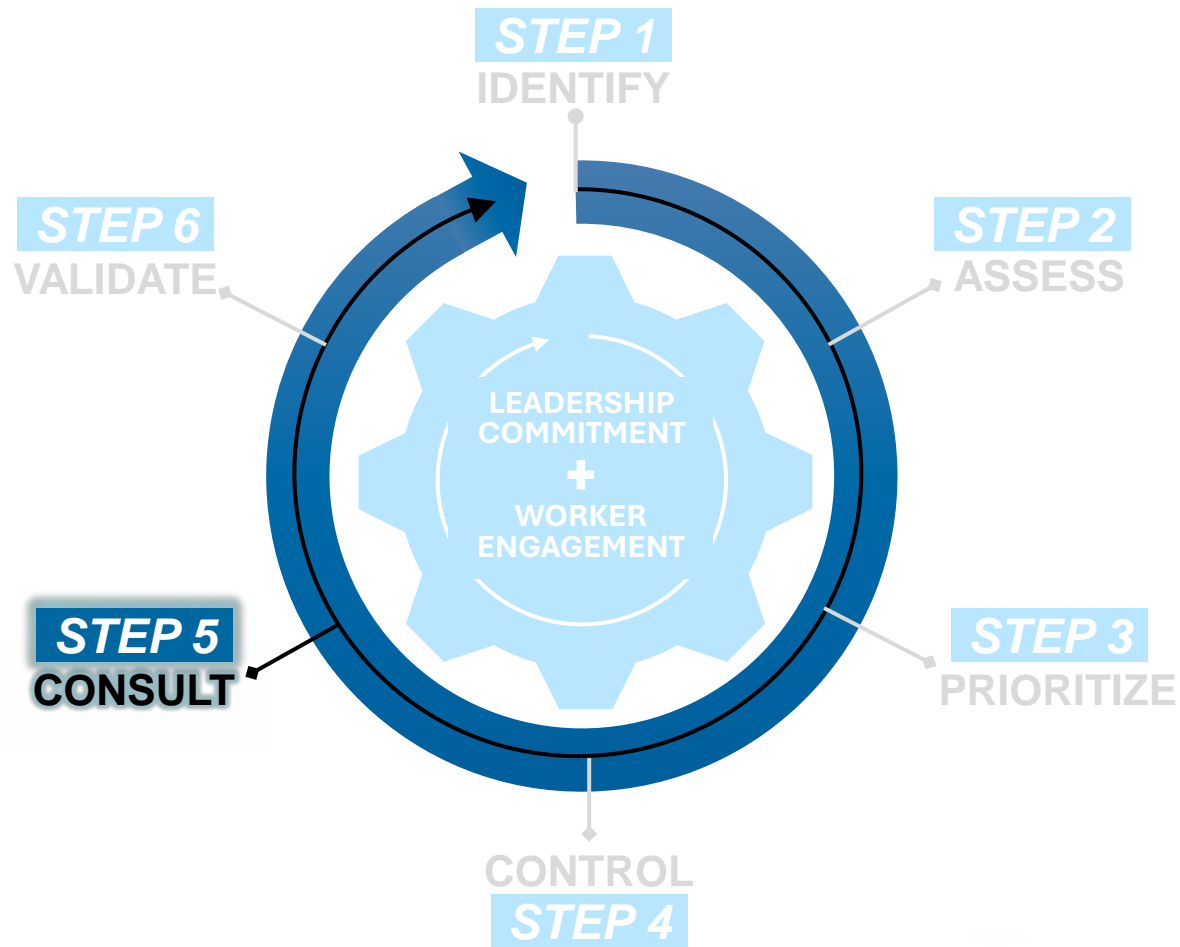 STEP 1
IDENTIFY
STEP 2
ASSESS
STEP 3
PRIORITIZE
CONTROL
STEP 4
STEP 5
CONSULT
STEP 6
VALIDATE
LEADERSHIP
COMMITMENT
+
WORKER
ENGAGEMENT